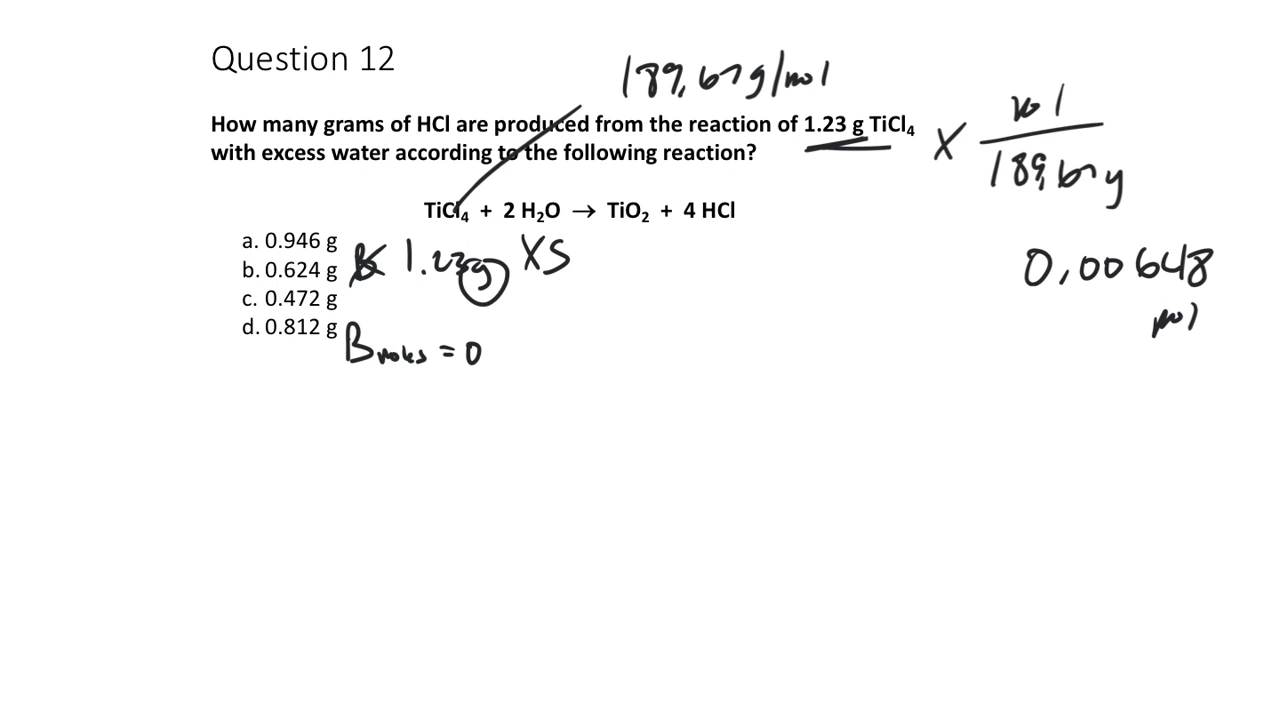 Question 12
189.67 g/mol
How many grams of HCl are produced from the reaction of 1.23 g TiCl₄
with excess water according to the following reaction?
X mol / 189.67 g
TiCl₄ + 2 H₂O → TiO₂ + 4 HCl
a. 0.946 g
b. 0.624 g
c. 0.472 g
d. 0.812 g
1.23g XS
0.00648
mol
Bmoles = 0